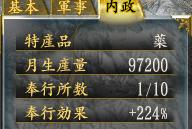 基本 軍事 内政
特産品 薬
月生産量 97200
奉行所数 1/10
奉行効果 +224%